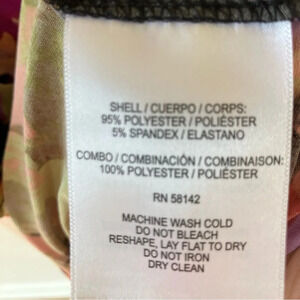 SHELL / CUERPO / CORPS:
95% POLYESTER / POLIÉSTER
5% SPANDEX / ELASTANO
COMBO / COMBINACIÓN / COMBINAISON:
100% POLYESTER / POLIÉSTER
RN 58142
MACHINE WASH COLD
DO NOT BLEACH
RESHAPE, LAY FLAT TO DRY
DO NOT IRON
DRY CLEAN